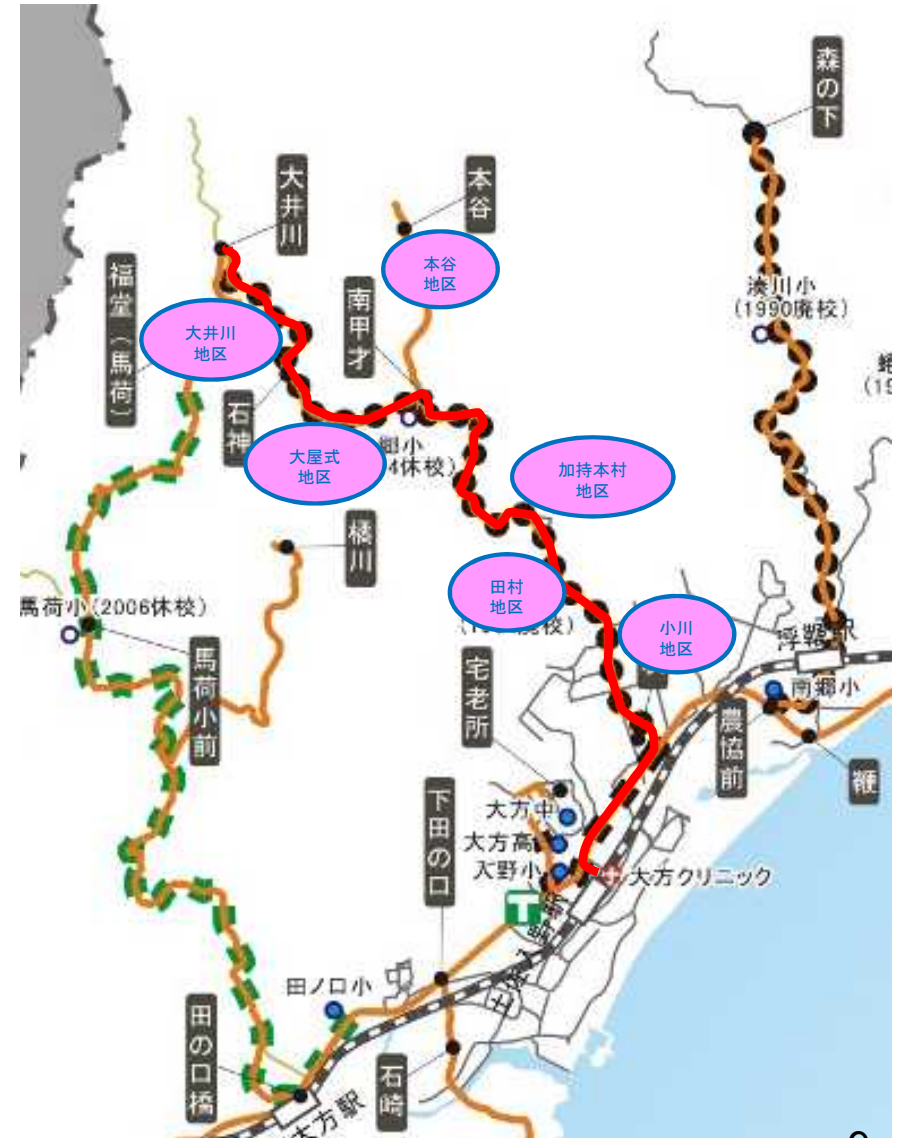 森の下
大井川
本谷
本谷
地区
福堂（馬荷）
南甲才
湊川小
(1990廃校)
大井川
地区
石神
大屋式
地区
休校)
加持本村
地区
橘川
田村
地区
小川
地区
馬荷小(2006休校)
馬荷小前
宅老所
南郷小
農協前
鞭
下田の口
大方中
大方高
入野小
大方クリニック
T
田ノ口小
田の口橋
石崎
大方駅